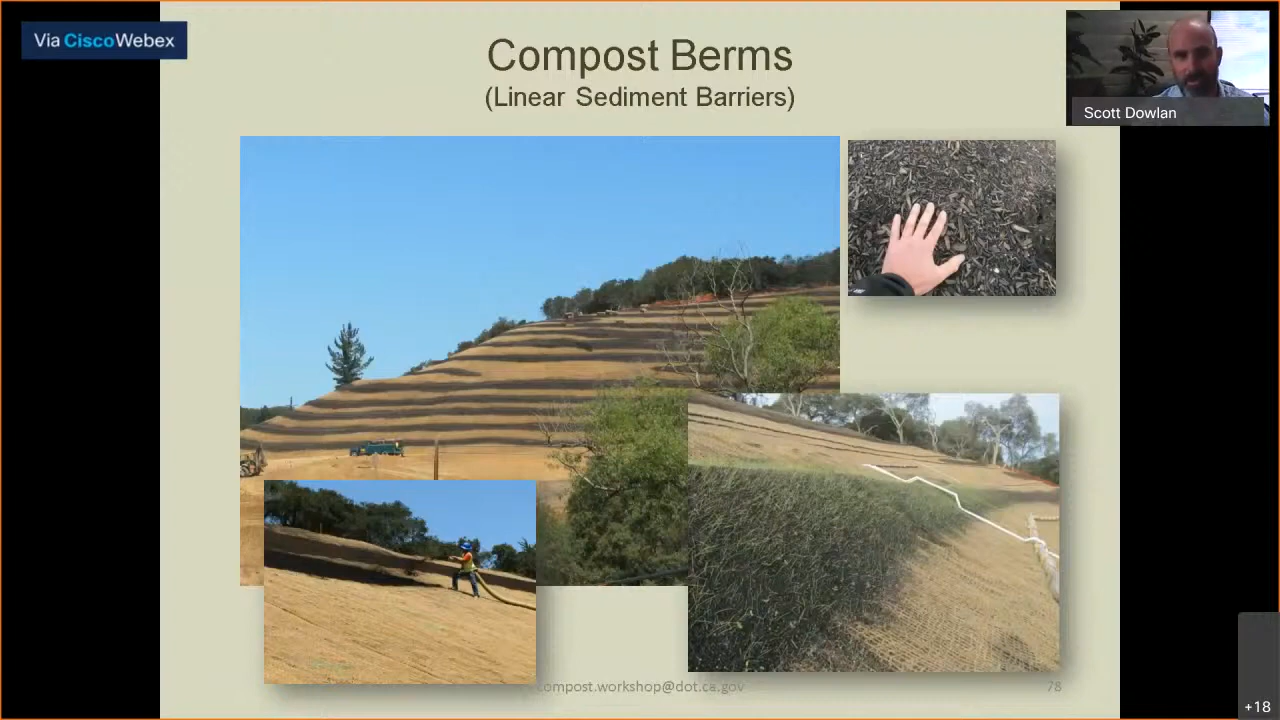 Via CiscoWebex
Compost Berms
(Linear Sediment Barriers)
Scott Dowlan
compost.workshop@dot.ca.gov
78
+18